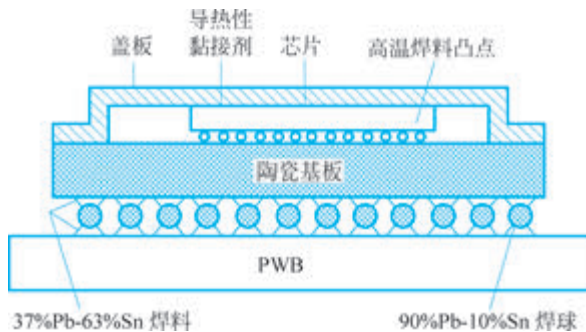 导热性
盖板
黏接剂
芯片
高温焊料凸点
陶瓷基板
PWB
37%Pb-63%Sn 焊料
90%Pb-10%Sn 焊球